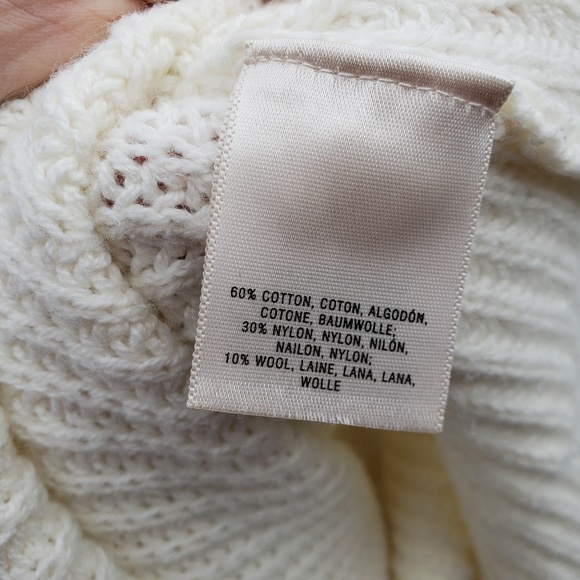 60% COTTON, COTON, ALGODÓN,
COTONE, BAUMWOLLE;
30% NYLON, NYLON, NILÓN,
NAILON, NYLON;
10% WOOL, LAINE, LANA, LANA,
WOLLE